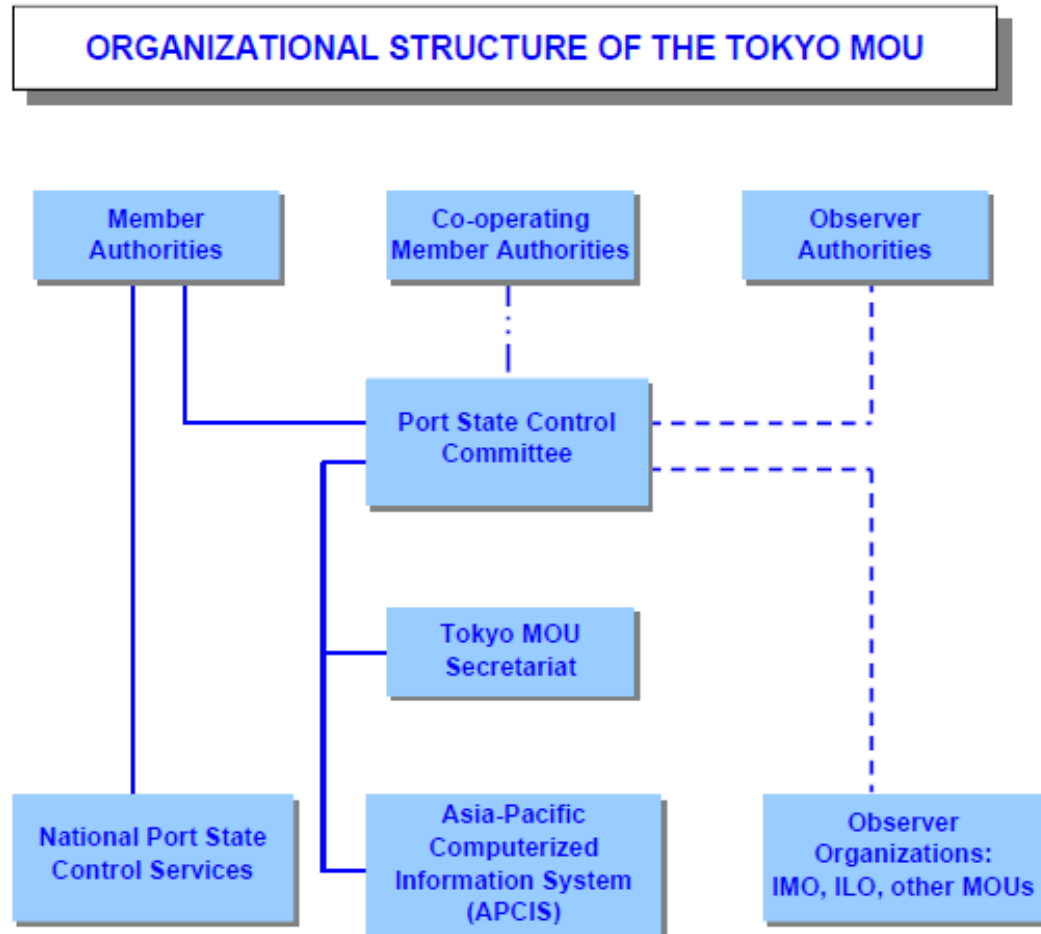 ORGANIZATIONAL STRUCTURE OF THE TOKYO MOU
Member
Authorities
Co-operating
Member Authorities
Observer
Authorities
Port State Control
Committee
Tokyo MOU
Secretariat
National Port State
Control Services
Asia-Pacific
Computerized
Information System
(APCIS)
Observer
Organizations:
IMO, ILO, other MOUs